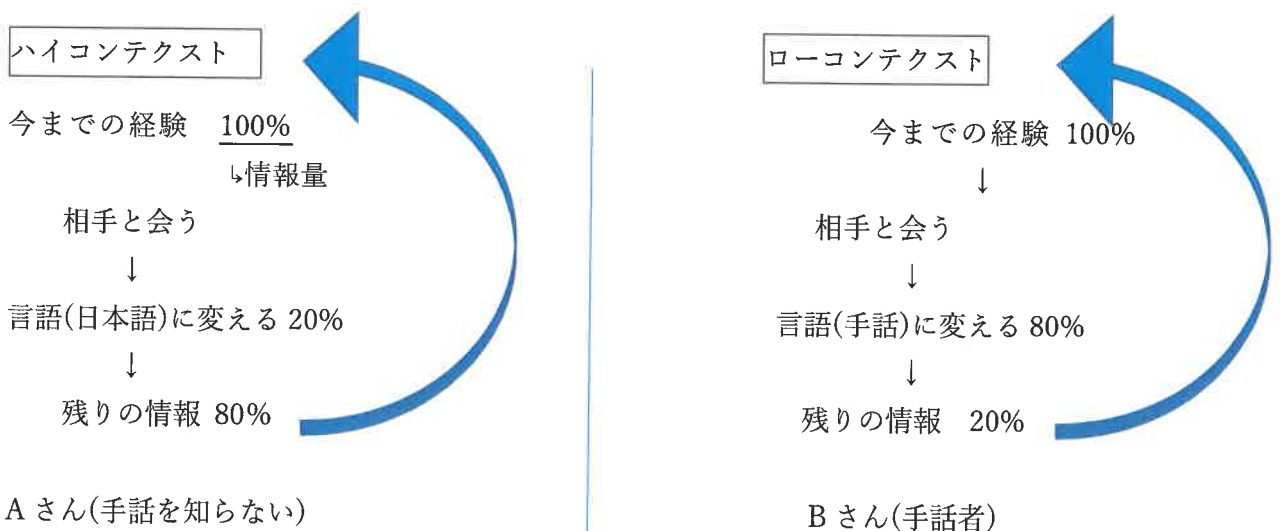 ハイコンテクスト
今までの経験 100%
↳情報量
相手と会う
↓
言語(日本語)に変える 20%
↓
残りの情報 80%
Aさん(手話を知らない)
ローコンテクスト
今までの経験 100%
↓
相手と会う
↓
言語(手話)に変える 80%
↓
残りの情報 20%
Bさん(手話者)